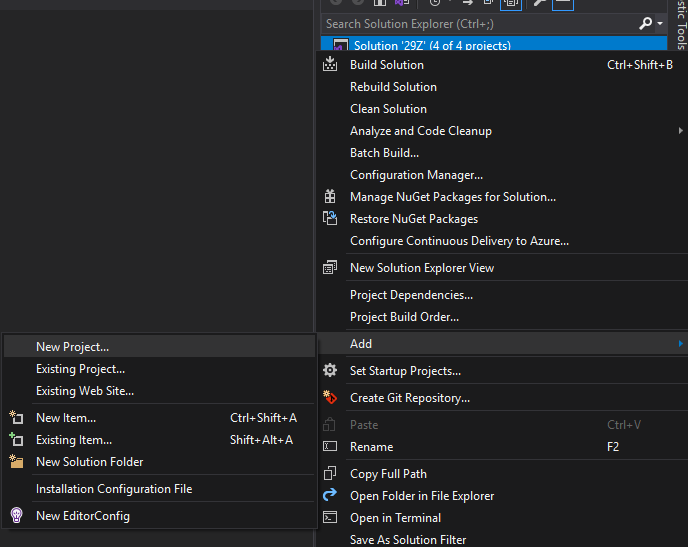 Search Solution Explorer (Ctrl+;)
Solution '29Z' (4 of 4 projects)
Build Solution Ctrl+Shift+B
Rebuild Solution
Clean Solution
Analyze and Code Cleanup
Batch Build...
Configuration Manager...
Manage NuGet Packages for Solution...
Restore NuGet Packages
Configure Continuous Delivery to Azure...
New Solution Explorer View
Project Dependencies...
Project Build Order...
Add
Set Startup Projects...
Create Git Repository...
Paste Ctrl+V
Rename F2
Copy Full Path
Open Folder in File Explorer
Open in Terminal
Save As Solution Filter
New Project...
Existing Project...
Existing Web Site...
New Item... Ctrl+Shift+A
Existing Item... Shift+Alt+A
New Solution Folder
Installation Configuration File
New EditorConfig
Tools